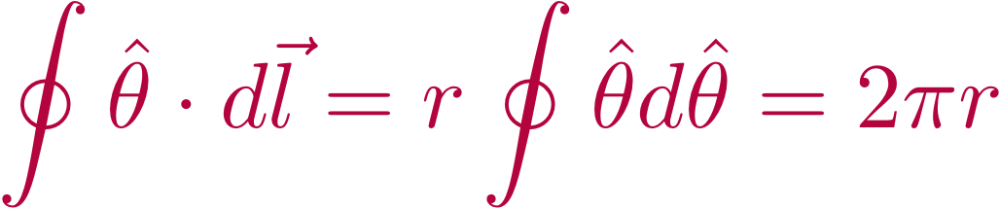 ∮ θ̂ · dl⃗ = r ∮ θ̂dθ̂ = 2πr